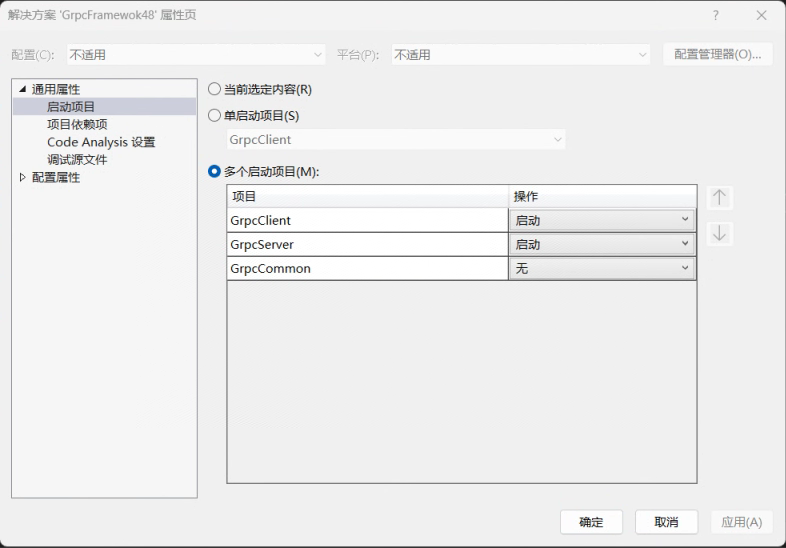 解决方案 'GrpcFramewok48' 属性页
?
配置(C):
不适用
平台(P):
不适用
配置管理器(O)...
通用属性
启动项目
项目依赖项
Code Analysis 设置
调试源文件
配置属性
当前选定内容(R)
单启动项目(S)
GrpcClient
多个启动项目(M):
项目 操作
GrpcClient 启动
GrpcServer 启动
GrpcCommon 无
确定 取消 应用(A)